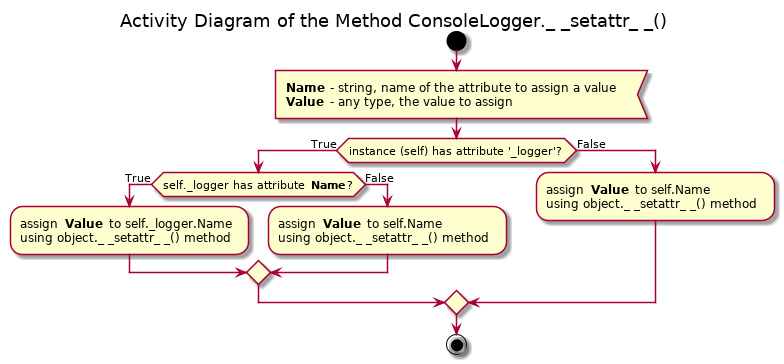 Activity Diagram of the Method ConsoleLogger._ _setattr_ _()
Name - string, name of the attribute to assign a value
Value - any type, the value to assign
instance (self) has attribute '_logger'?
True
False
self._logger has attribute Name?
True
False
assign Value to self._logger.Name
using object._ _setattr_ _() method
assign Value to self.Name
using object._ _setattr_ _() method
assign Value to self.Name
using object._ _setattr_ _() method